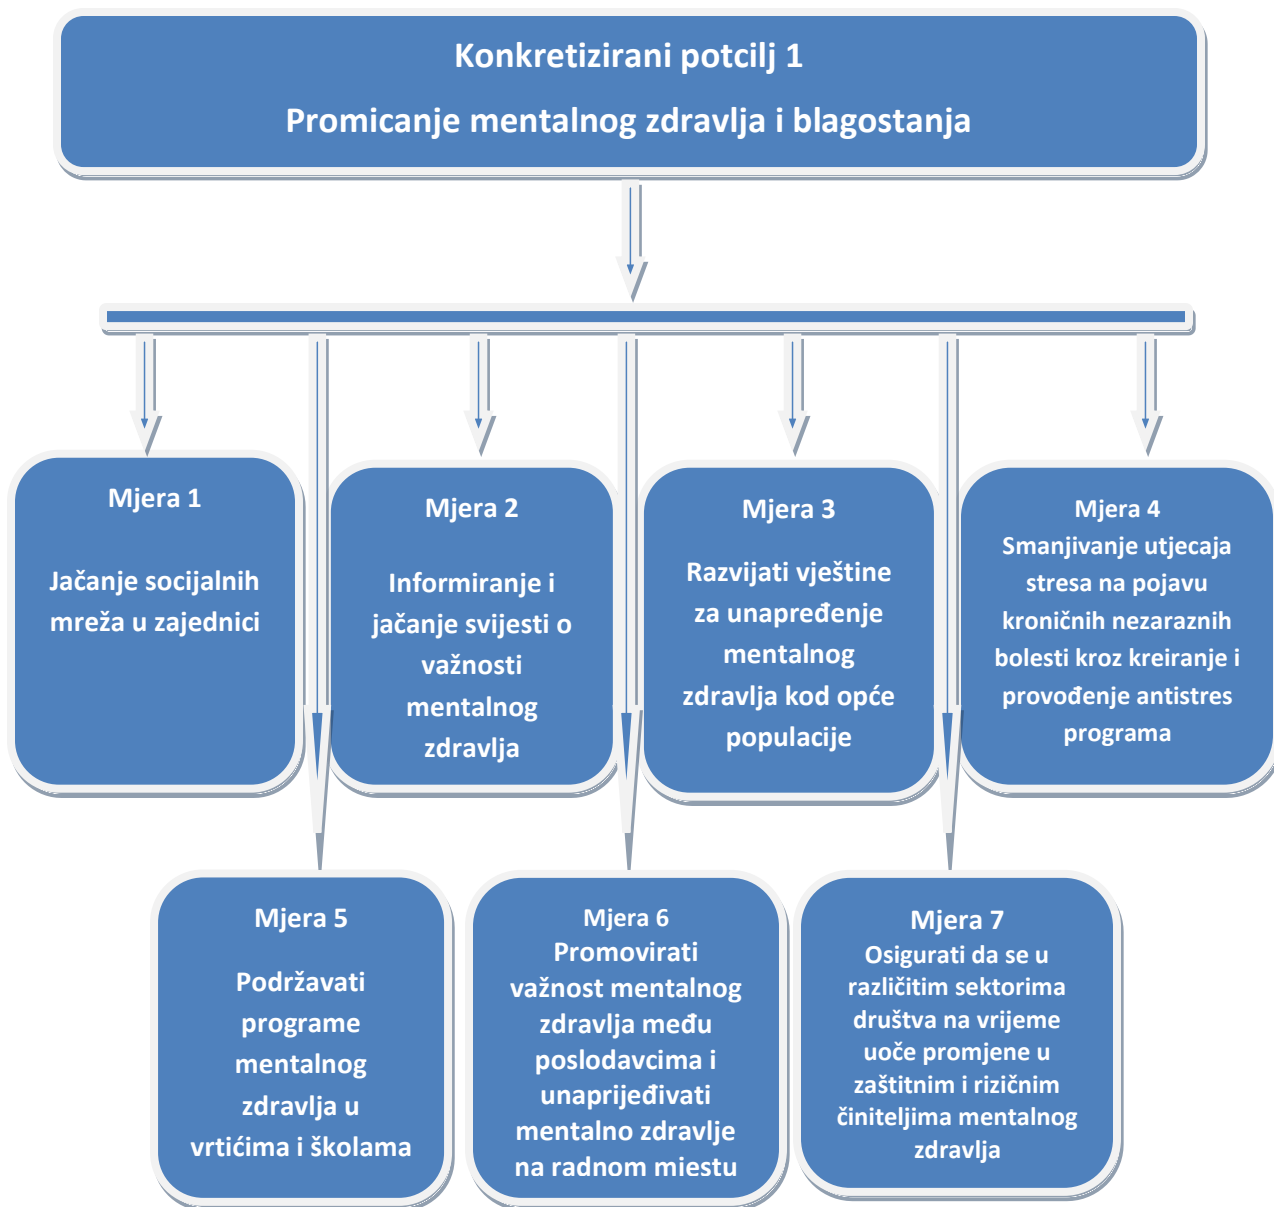 Konkretizirani potcilj 1
Promicanje mentalnog zdravlja i blagostanja
Mjera 1
Jačanje socijalnih
mreža u zajednici
Mjera 2
Informiranje i
jačanje svijesti o
važnosti
mentalnog
zdravlja
Mjera 3
Razvijati vještine
za unapređenje
mentalnog
zdravlja kod opće
populacije
Mjera 4
Smanjivanje utjecaja
stresa na pojavu
kroničnih nezaraznih
bolesti kroz kreiranje i
provođenje antistres
programa
Mjera 5
Podržavati
programe
mentalnog
zdravlja u
vrtićima i školama
Mjera 6
Promovirati
važnost mentalnog
zdravlja među
poslodavcima i
unaprijeđivati
mentalno zdravlje
na radnom mjestu
Mjera 7
Osigurati da se u
različitim sektorima
društva na vrijeme
uoče promjene u
zaštitnim i rizičnim
činiteljima mentalnog
zdravlja